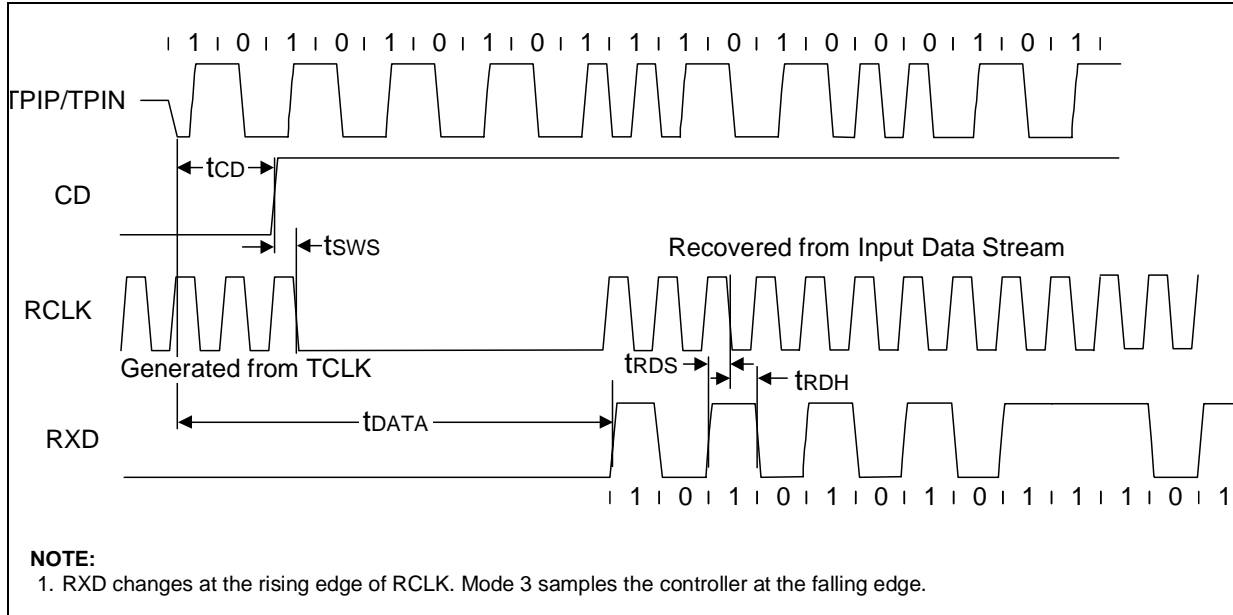 1 0 1 0 1 0 1 0 1 1 1 0 1 0 0 0 1 0 1
TPIP/TPIN
tCD
CD
tSWS
Recovered from Input Data Stream
RCLK
Generated from TCLK
tRDS
tRDH
tDATA
RXD
1 0 1 0 1 0 1 0 1 1 1 0 1
NOTE:
1. RXD changes at the rising edge of RCLK. Mode 3 samples the controller at the falling edge.